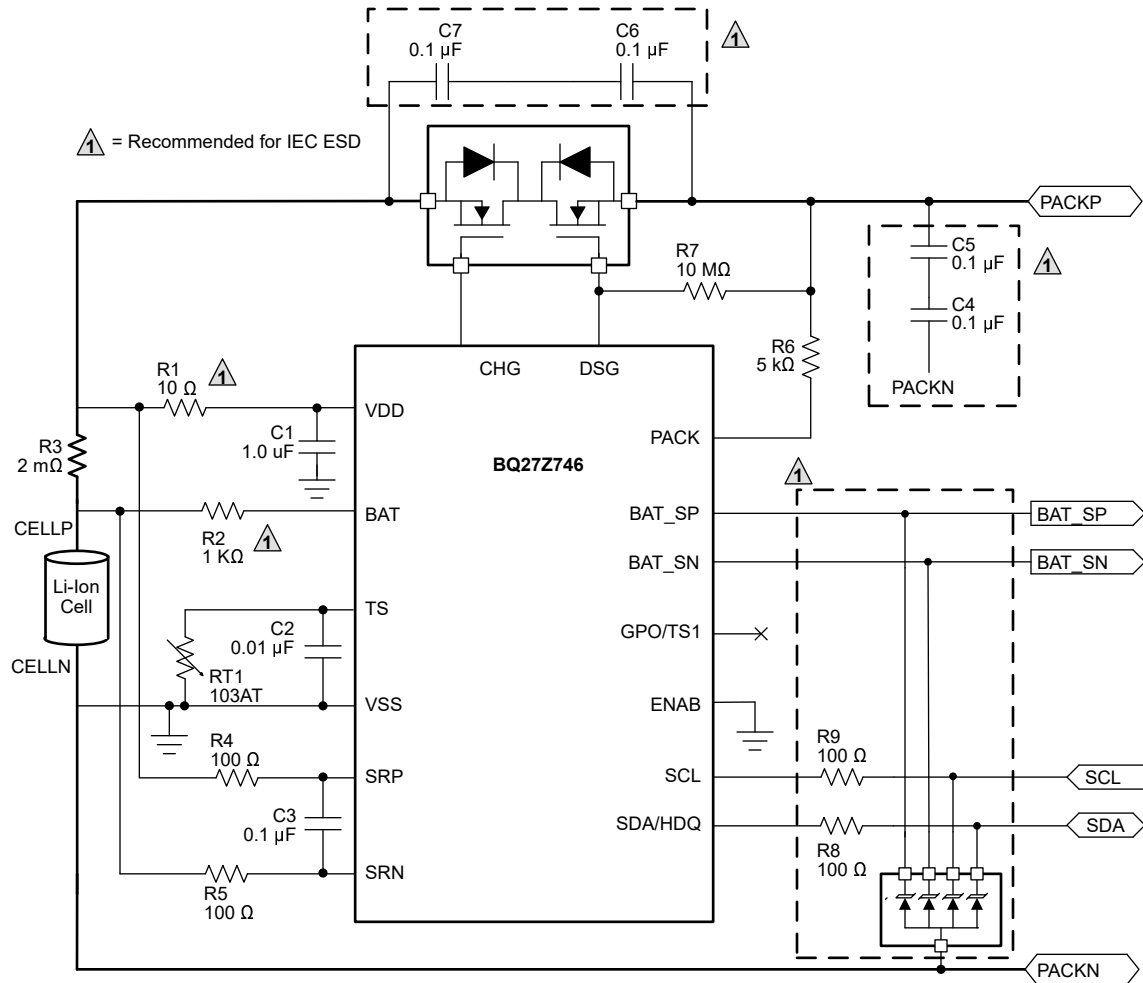 C7
0.1 µF
C6
0.1 µF
1
1 = Recommended for IEC ESD
PACKP
R7
10 MΩ
C5
0.1 µF
1
C4
0.1 µF
PACKN
R6
5 kΩ
CHG
DSG
R1
10 Ω
1
VDD
C1
1.0 uF
R3
2 mΩ
PACK
BQ27Z746
1
CELLP
R2
1 KΩ
1
BAT
BAT_SP
BAT_SP
BAT_SN
BAT_SN
Li-Ion
Cell
TS
C2
0.01 µF
GPO/TS1
CELLN
RT1
103AT
VSS
ENAB
R4
100 Ω
SRP
SCL
R9
100 Ω
SCL
C3
0.1 µF
SDA/HDQ
SDA
R8
100 Ω
SRN
R5
100 Ω
PACKN